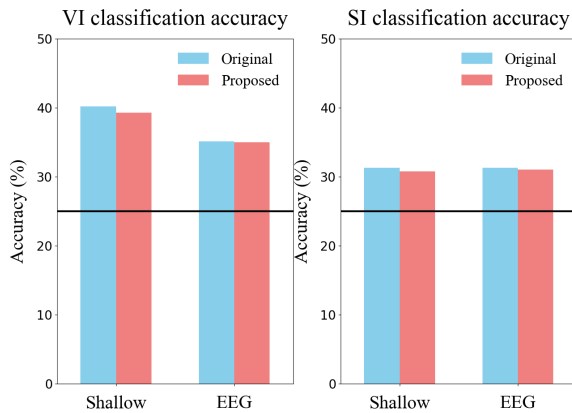 VI classification accuracy
50
40
30
20
10
0
Accuracy (%)
Original
Proposed
Shallow
EEG
SI classification accuracy
50
40
30
20
10
0
Accuracy (%)
Original
Proposed
Shallow
EEG